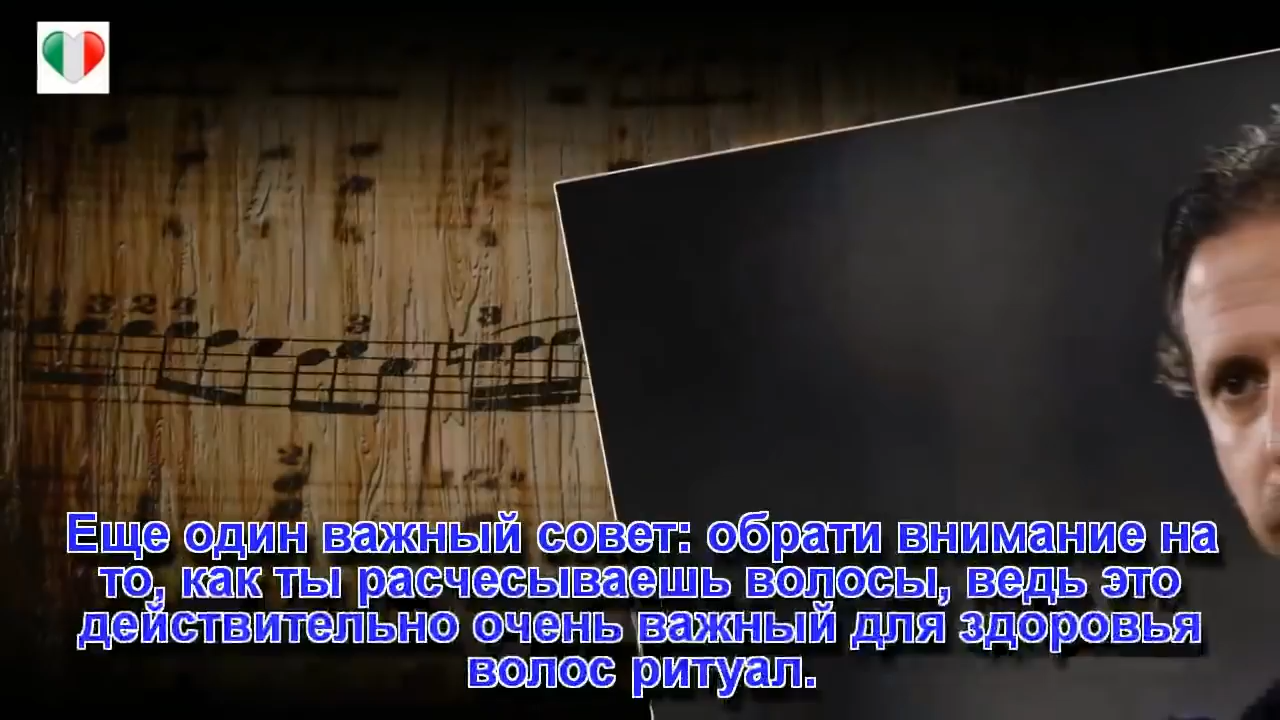 Еще один важный совет: обрати внимание на
то, как ты расчесываешь волосы, ведь это
действительно очень важный для здоровья
волос ритуал.